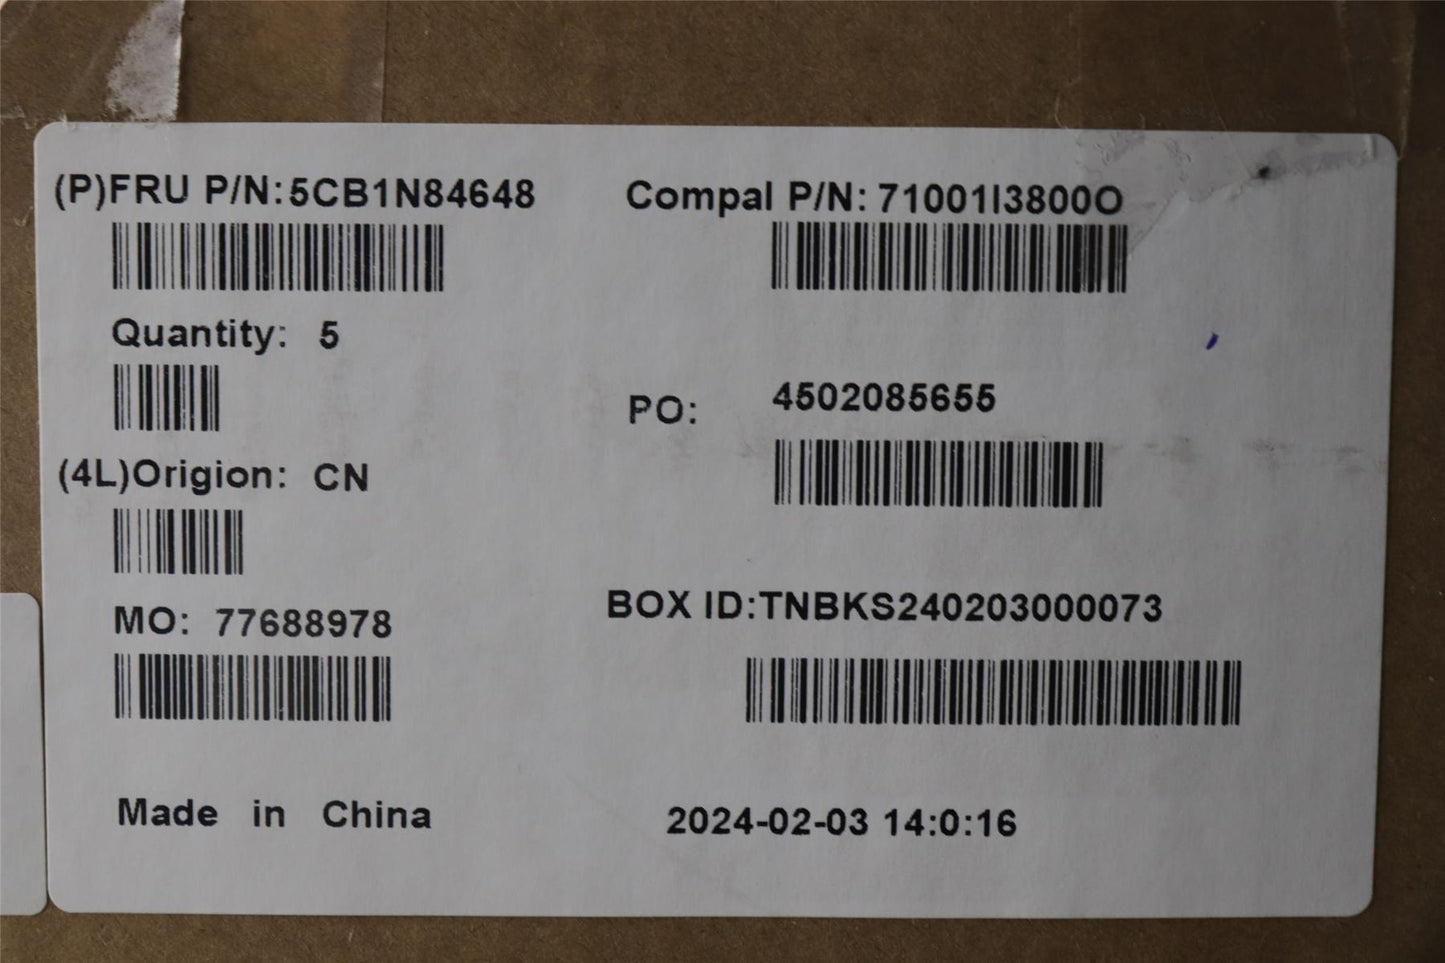 (P)FRU P/N:5CB1N84648
Compal P/N: 71001I3800O
Quantity: 5
PO: 4502085655
(4L)Origion: CN
MO: 77688978
BOX ID:TNBKS240203000073
Made in China
2024-02-03 14:0:16